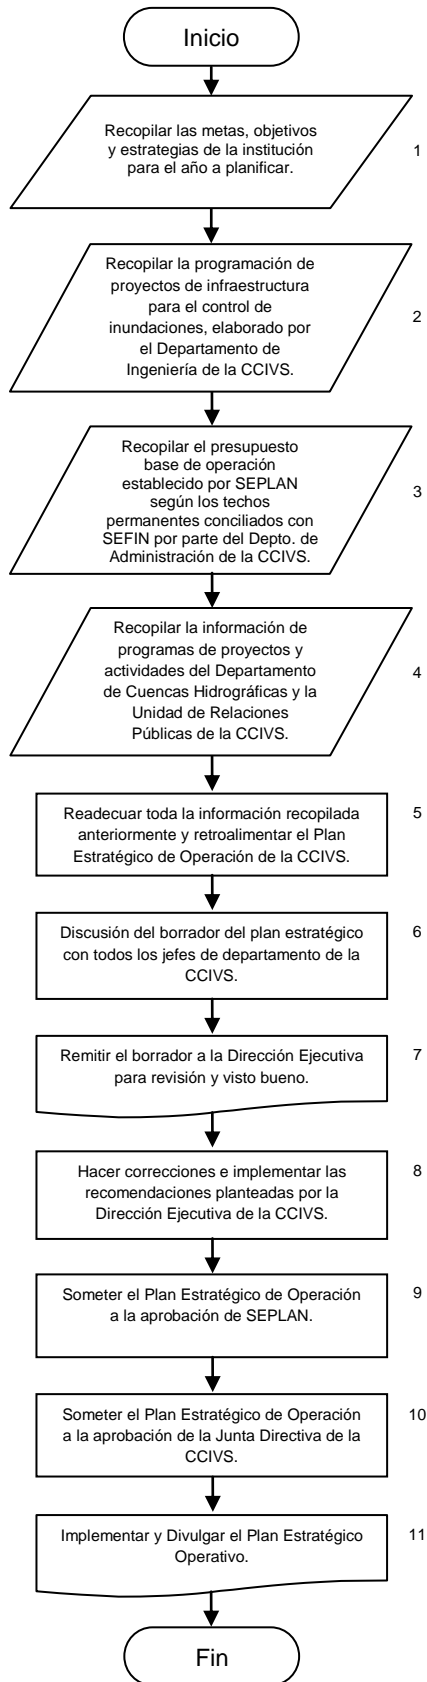 Inicio
Recopilar las metas, objetivos
y estrategias de la institución
para el año a planificar.
1
Recopilar la programación de
proyectos de infraestructura
para el control de
inundaciones, elaborado por
el Departamento de
Ingeniería de la CCIVS.
2
Recopilar el presupuesto
base de operación
establecido por SEPLAN
según los techos
permanentes conciliados con
SEFIN por parte del Depto. de
Administración de la CCIVS.
3
Recopilar la información de
programas de proyectos y
actividades del Departamento
de Cuencas Hidrográficas y la
Unidad de Relaciones
Públicas de la CCIVS.
4
Readecuar toda la información recopilada
anteriormente y retroalimentar el Plan
Estratégico de Operación de la CCIVS.
5
Discusión del borrador del plan estratégico
con todos los jefes de departamento de la
CCIVS.
6
Remitir el borrador a la Dirección Ejecutiva
para revisión y visto bueno.
7
Hacer correcciones e implementar las
recomendaciones planteadas por la
Dirección Ejecutiva de la CCIVS.
8
Someter el Plan Estratégico de Operación
a la aprobación de SEPLAN.
9
Someter el Plan Estratégico de Operación
a la aprobación de la Junta Directiva de la
CCIVS.
10
Implementar y Divulgar el Plan Estratégico
Operativo.
11
Fin